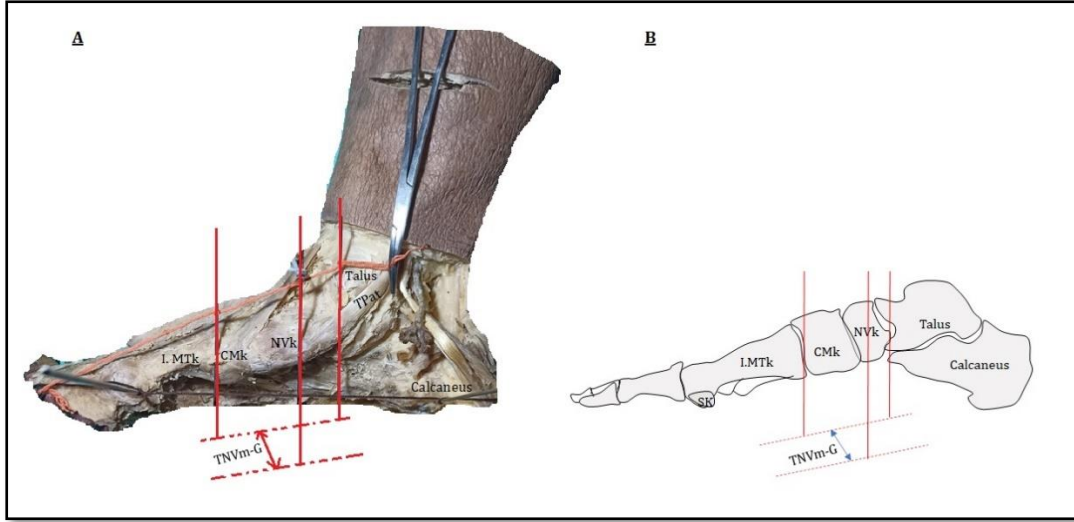 A
Talus
TPat
NVk
CMk
I. MTk
Calcaneus
TNVm-G
B
Talus
NVk
CMk
I.MTk
Calcaneus
SK
TNVm-G